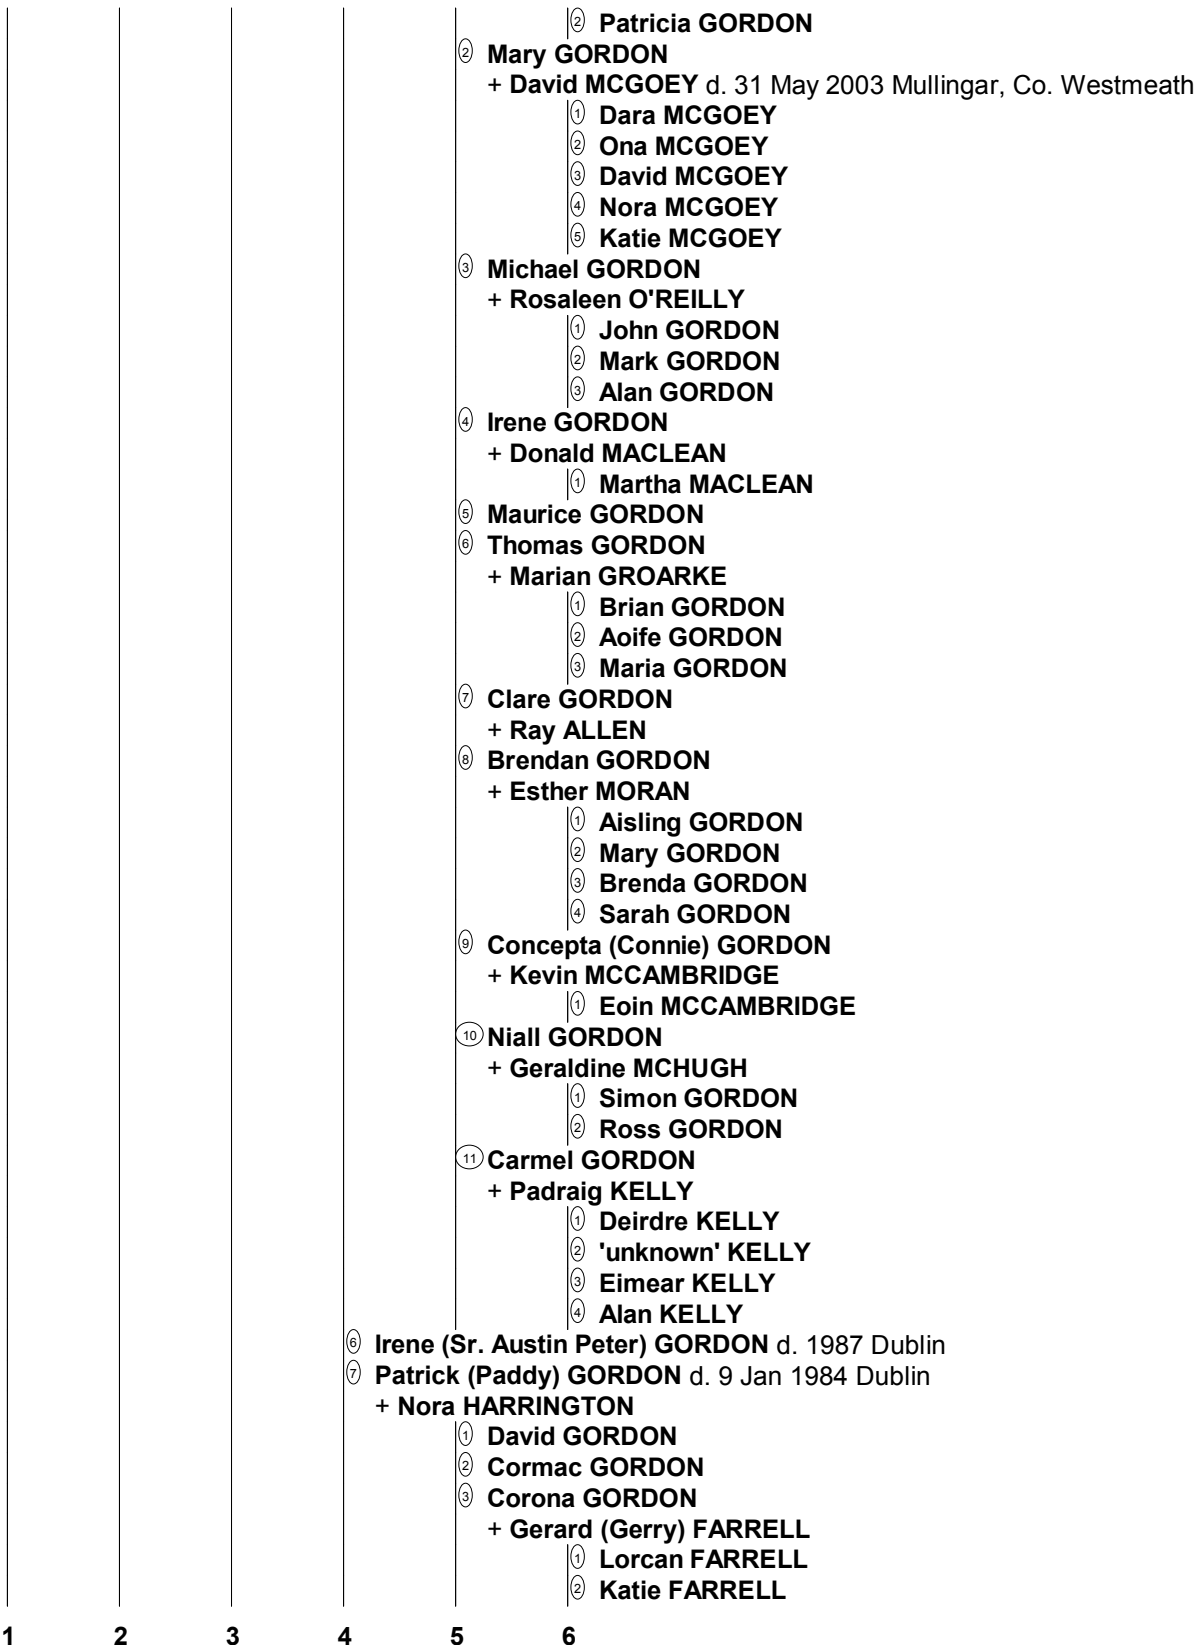 2 Patricia GORDON
2 Mary GORDON
+ David MCGOEY d. 31 May 2003 Mullingar, Co. Westmeath
1 Dara MCGOEY
2 Ona MCGOEY
3 David MCGOEY
4 Nora MCGOEY
5 Katie MCGOEY
3 Michael GORDON
+ Rosaleen O'REILLY
1 John GORDON
2 Mark GORDON
3 Alan GORDON
4 Irene GORDON
+ Donald MACLEAN
1 Martha MACLEAN
5 Maurice GORDON
6 Thomas GORDON
+ Marian GROARKE
1 Brian GORDON
2 Aoife GORDON
3 Maria GORDON
7 Clare GORDON
+ Ray ALLEN
8 Brendan GORDON
+ Esther MORAN
1 Aisling GORDON
2 Mary GORDON
3 Brenda GORDON
4 Sarah GORDON
9 Concepta (Connie) GORDON
+ Kevin MCCAMBRIDGE
1 Eoin MCCAMBRIDGE
10 Niall GORDON
+ Geraldine MCHUGH
1 Simon GORDON
2 Ross GORDON
11 Carmel GORDON
+ Padraig KELLY
1 Deirdre KELLY
2 'unknown' KELLY
3 Eimear KELLY
4 Alan KELLY
6 Irene (Sr. Austin Peter) GORDON d. 1987 Dublin
7 Patrick (Paddy) GORDON d. 9 Jan 1984 Dublin
+ Nora HARRINGTON
1 David GORDON
2 Cormac GORDON
3 Corona GORDON
+ Gerard (Gerry) FARRELL
1 Lorcan FARRELL
2 Katie FARRELL
1 2 3 4 5 6